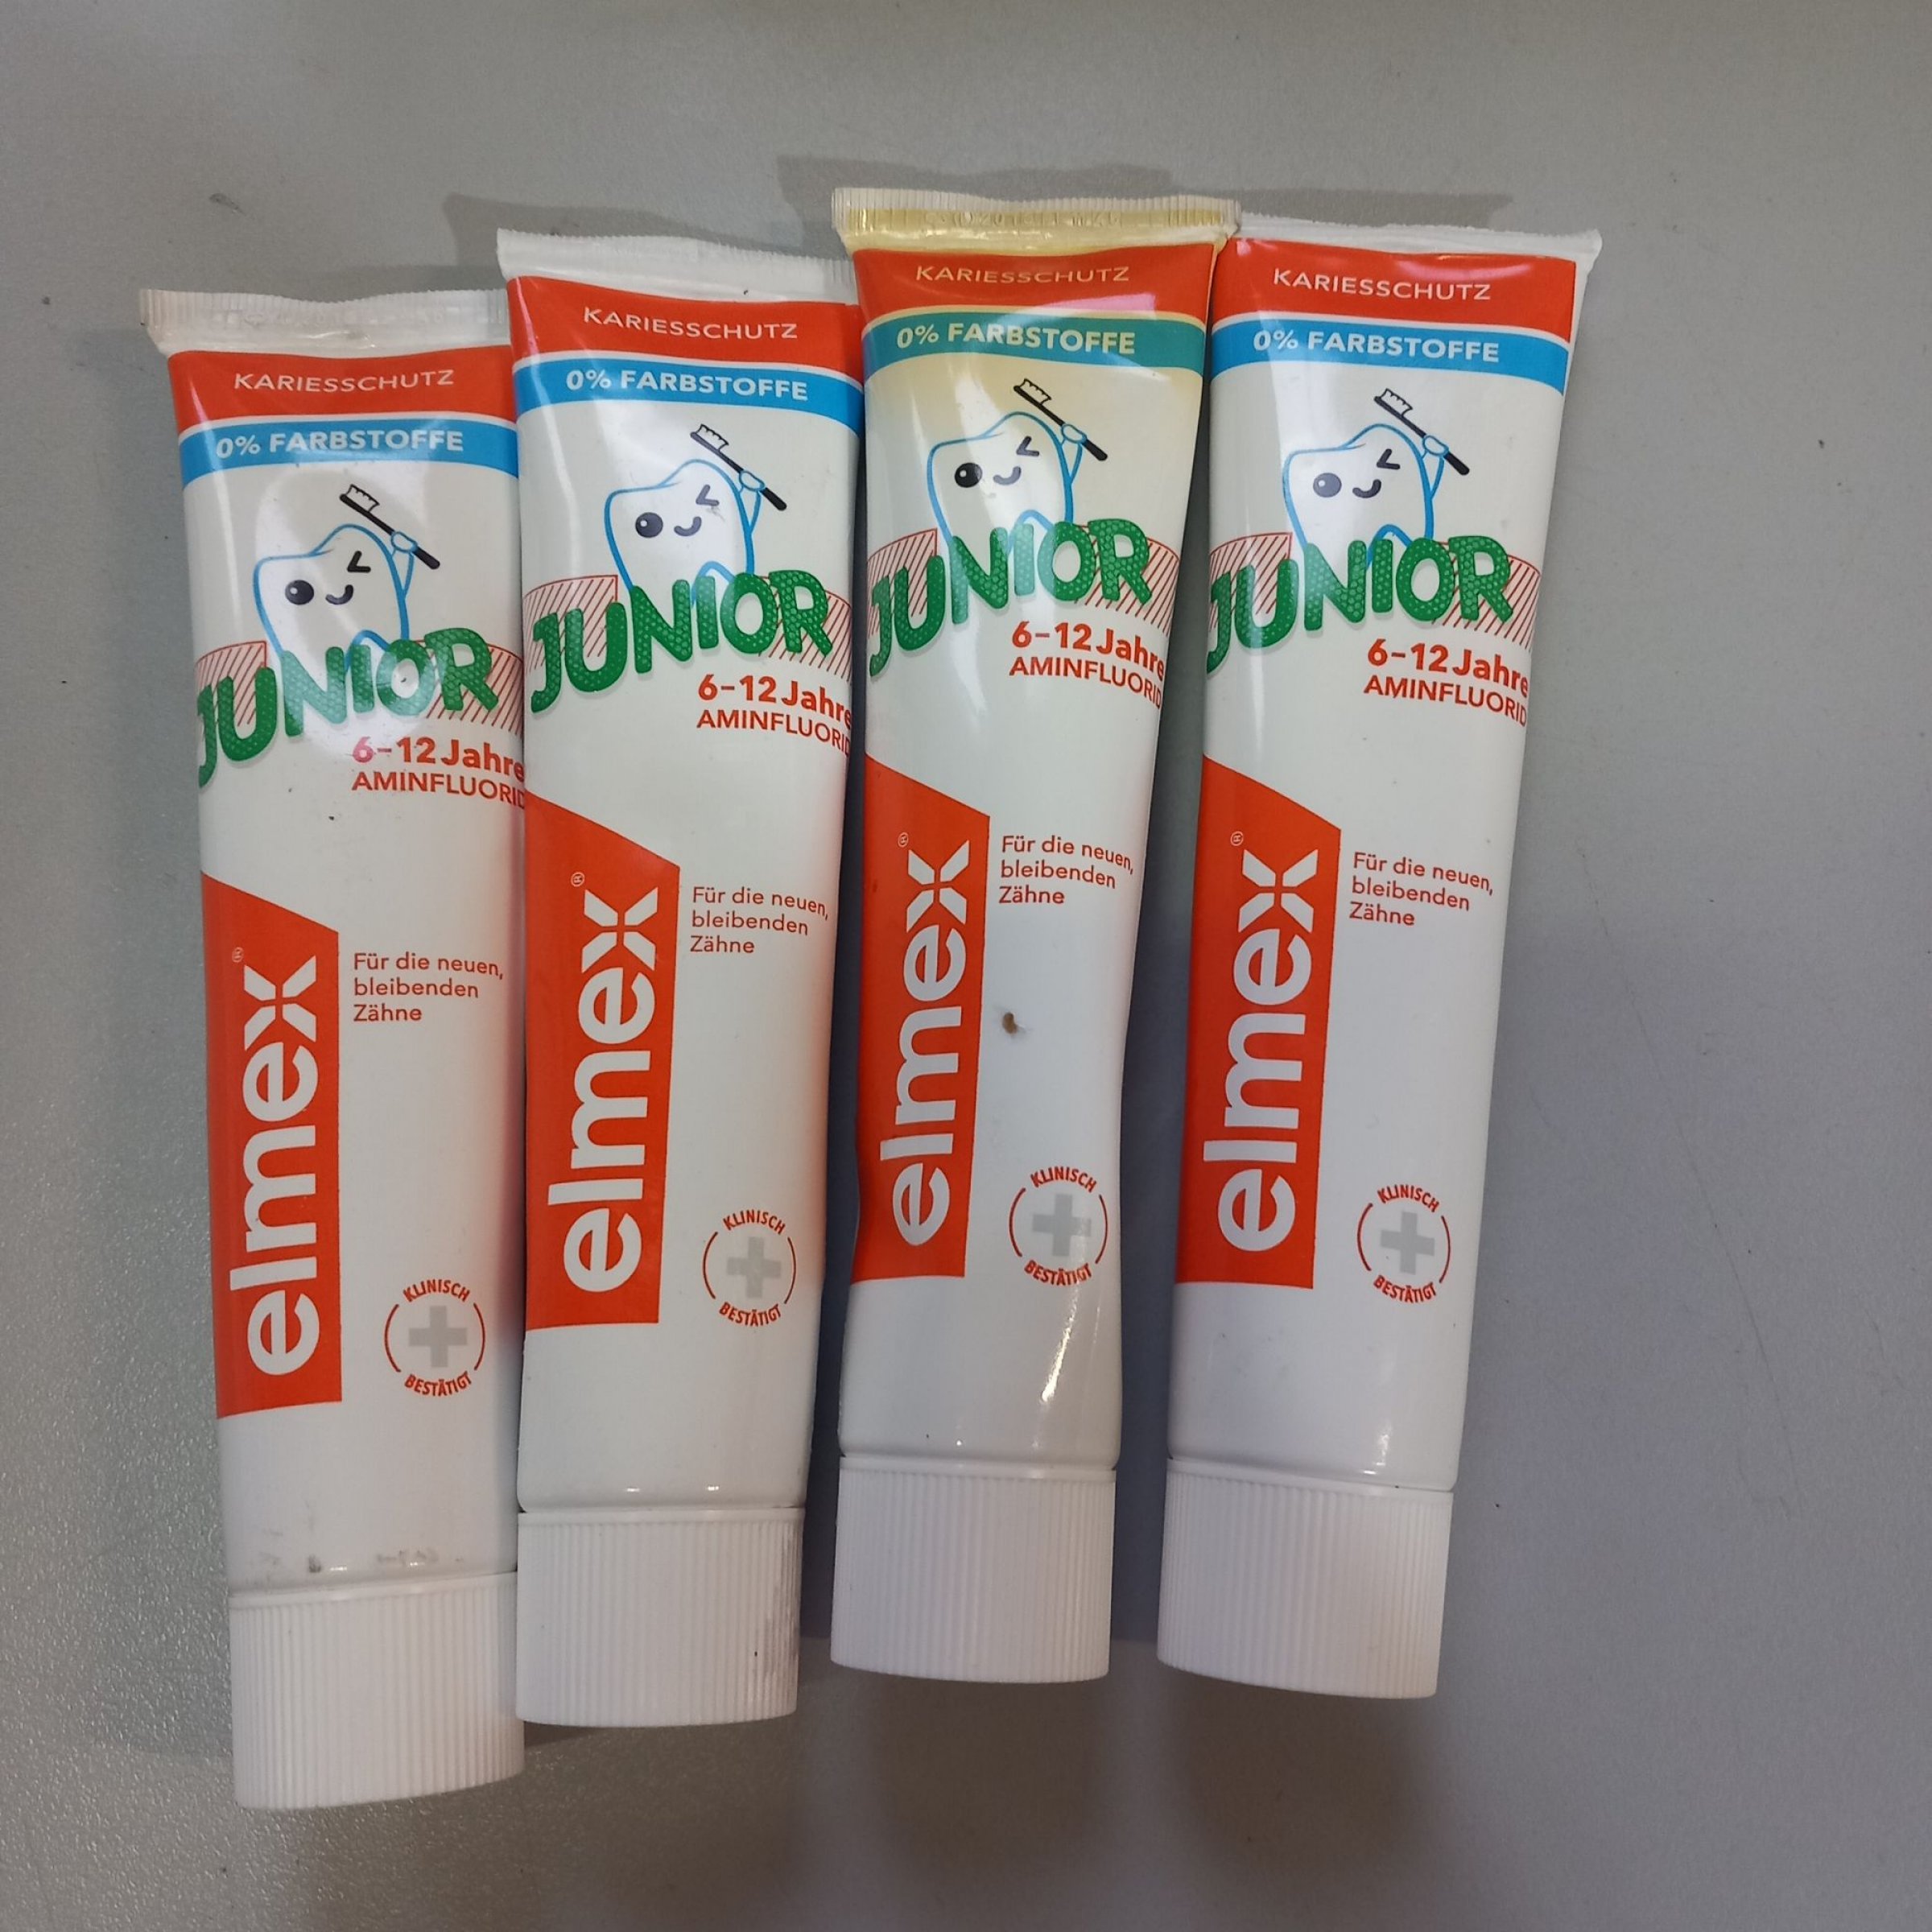 KARIESSCHUTZ
0% FARBSTOFFE
JUNIOR
6-12 Jahre
AMINFLUORID
Für die neuen,
bleibenden
Zähne
elmex®
KLINISCH
BESTÄTIGT
KARIESSCHUTZ
0% FARBSTOFFE
JUNIOR
6-12 Jahre
AMINFLUORID
Für die neuen,
bleibenden
Zähne
elmex®
KLINISCH
BESTÄTIGT
KARIESSCHUTZ
0% FARBSTOFFE
JUNIOR
6-12 Jahre
AMINFLUORID
Für die neuen,
bleibenden
Zähne
elmex®
KLINISCH
BESTÄTIGT
KARIESSCHUTZ
0% FARBSTOFFE
JUNIOR
6-12 Jahre
AMINFLUORID
Für die neuen,
bleibenden
Zähne
elmex®
KLINISCH
BESTÄTIGT